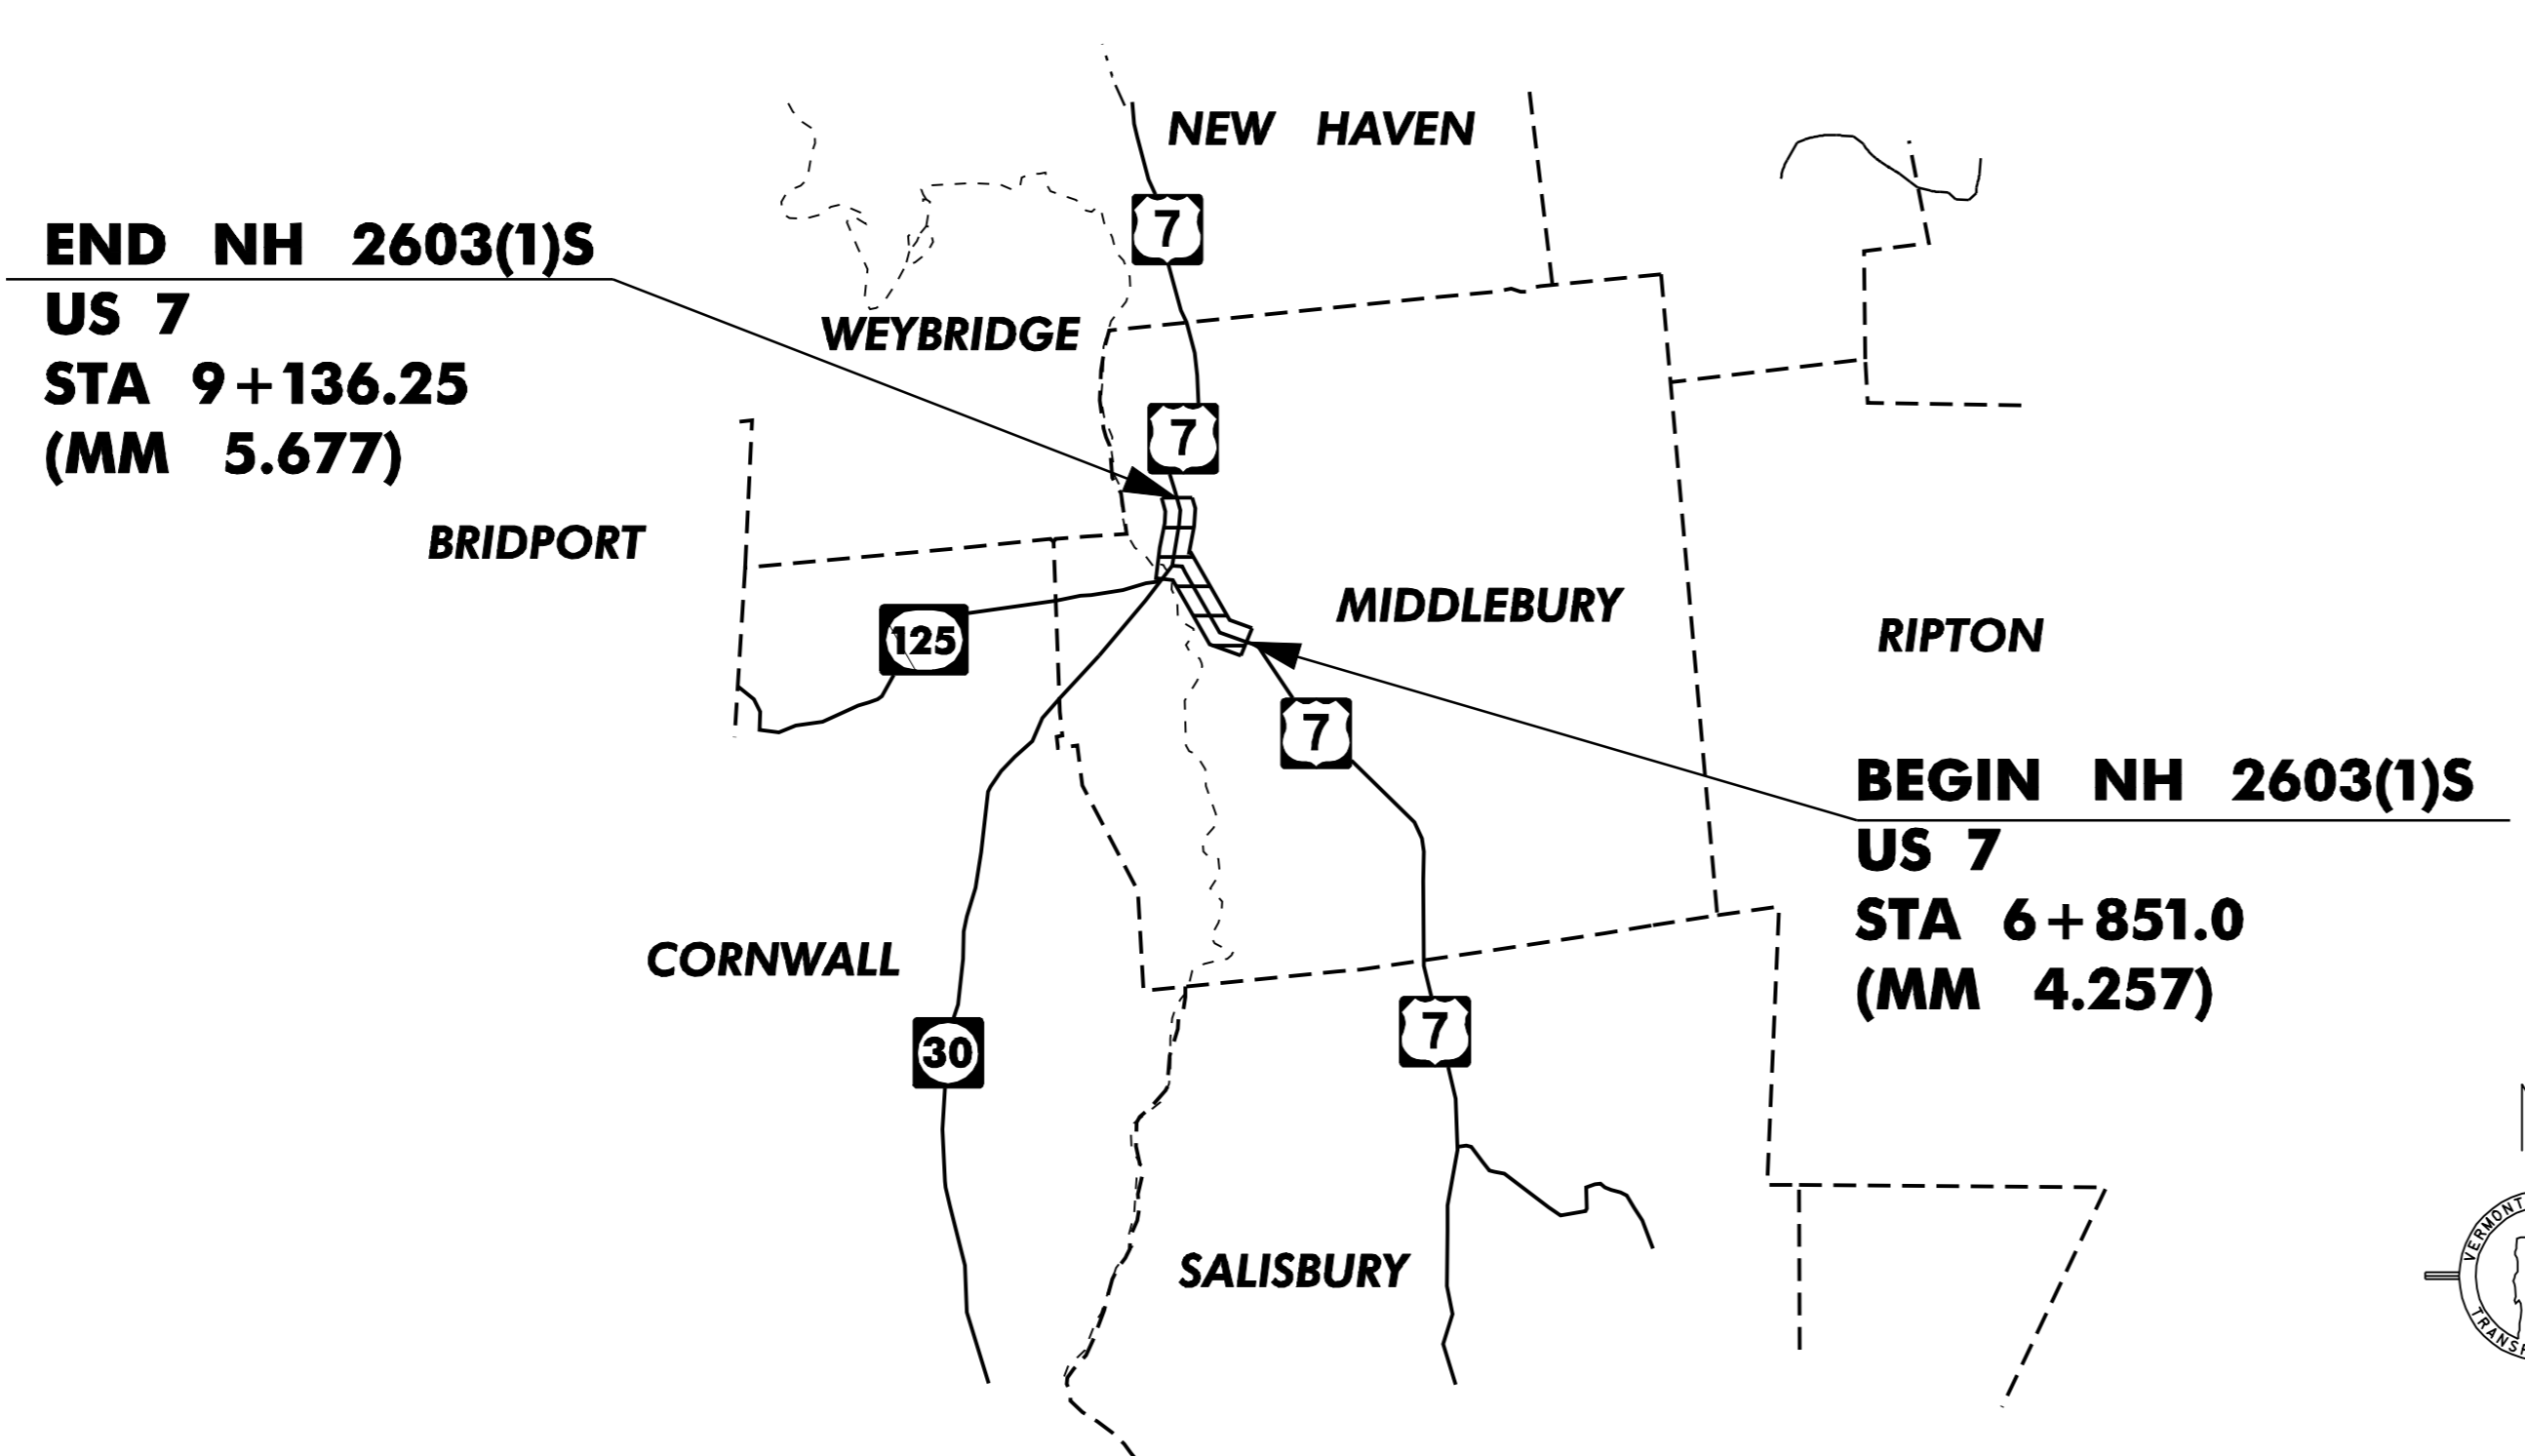 NEW HAVEN
7
END NH 2603(1)S
US 7
STA 9+136.25
(MM 5.677)
WEYBRIDGE
7
BRIDPORT
125
MIDDLEBURY
RIPTON
7
BEGIN NH 2603(1)S
US 7
STA 6+851.0
(MM 4.257)
CORNWALL
30
7
SALISBURY
VERMONT